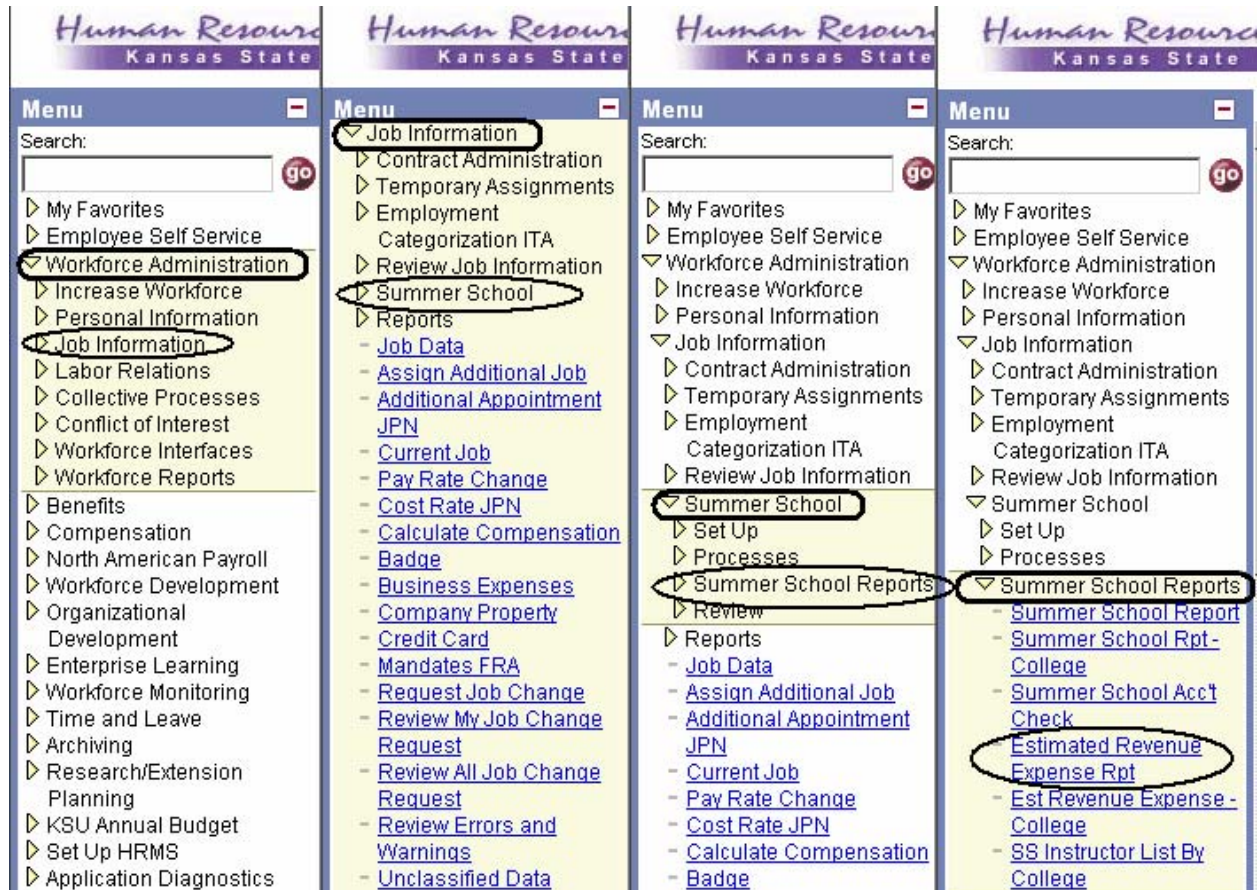 Human Resourc
Kansas State
Menu
Search:
go
My Favorites
Employee Self Service
Workforce Administration
Increase Workforce
Personal Information
Job Information
Labor Relations
Collective Processes
Conflict of Interest
Workforce Interfaces
Workforce Reports
Benefits
Compensation
North American Payroll
Workforce Development
Organizational
Development
Enterprise Learning
Workforce Monitoring
Time and Leave
Archiving
Research/Extension
Planning
KSU Annual Budget
Set Up HRMS
Application Diagnostics
Human Resour
Kansas State
Menu
Job Information
Contract Administration
Temporary Assignments
Employment
Categorization ITA
Review Job Information
Summer School
Reports
Job Data
Assign Additional Job
Additional Appointment
JPN
Current Job
Pay Rate Change
Cost Rate JPN
Calculate Compensation
Badge
Business Expenses
Company Property
Credit Card
Mandates FRA
Request Job Change
Review My Job Change
Request
Review All Job Change
Request
Review Errors and
Warnings
Unclassified Data
Human Resour
Kansas State
Menu
Search:
go
My Favorites
Employee Self Service
Workforce Administration
Increase Workforce
Personal Information
Job Information
Contract Administration
Temporary Assignments
Employment
Categorization ITA
Review Job Information
Summer School
Set Up
Processes
Summer School Reports
Review
Reports
Job Data
Assign Additional Job
Additional Appointment
JPN
Current Job
Pay Rate Change
Cost Rate JPN
Calculate Compensation
Badge
Human Resource
Kansas State
Menu
Search:
go
My Favorites
Employee Self Service
Workforce Administration
Increase Workforce
Personal Information
Job Information
Contract Administration
Temporary Assignments
Employment
Categorization ITA
Review Job Information
Summer School
Set Up
Processes
Summer School Reports
Summer School Report
Summer School Rpt -
College
Summer School Acc't
Check
Estimated Revenue
Expense Rpt
Est Revenue Expense -
College
SS Instructor List By
College